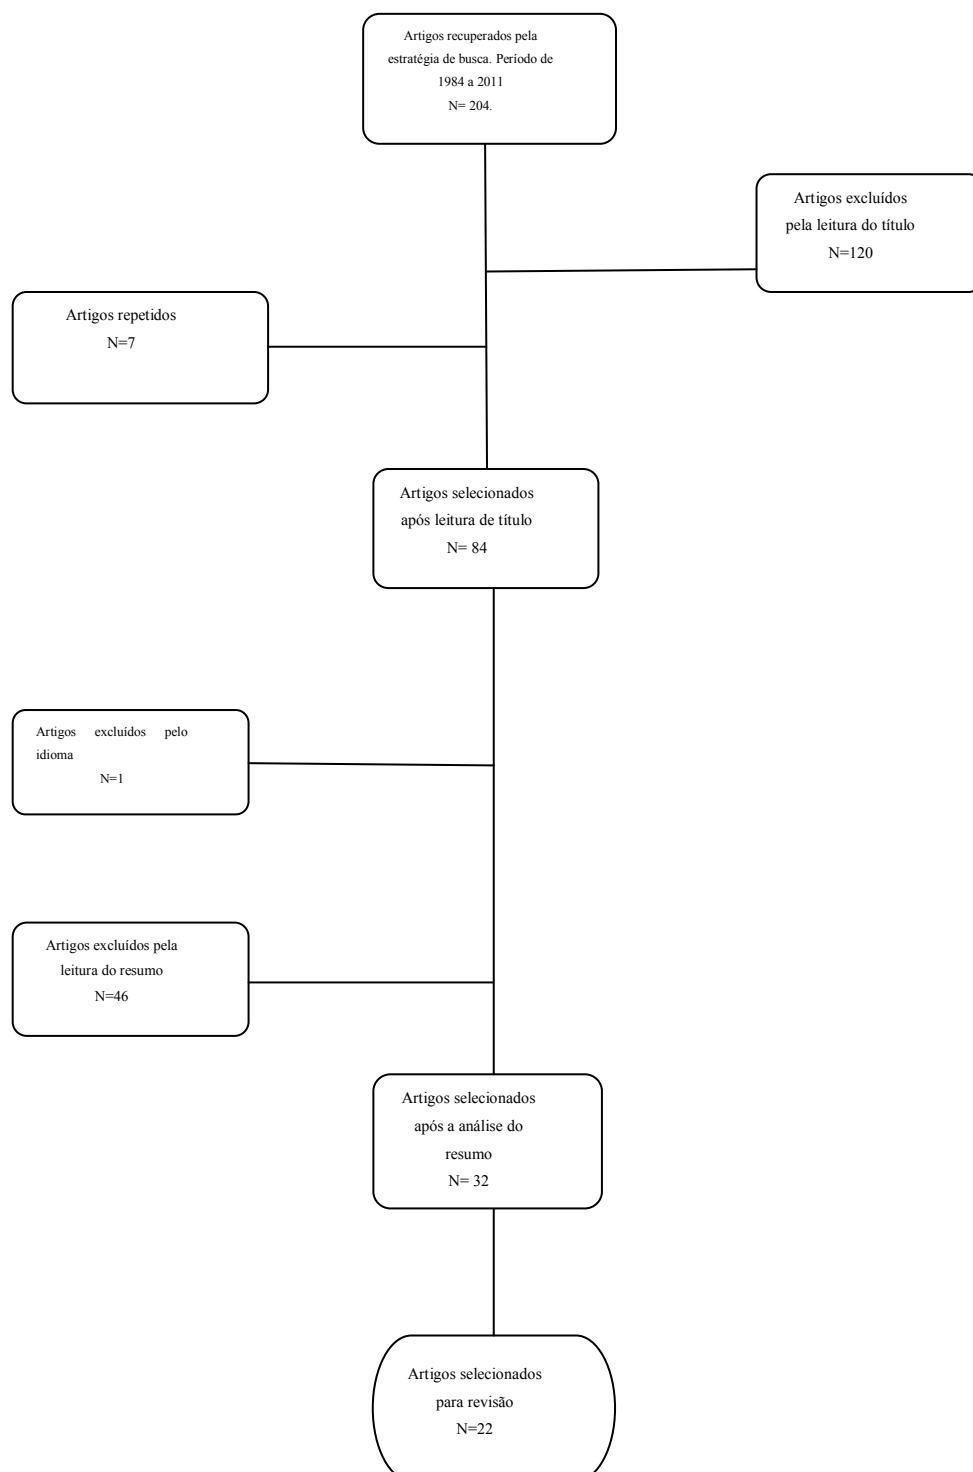 Artigos recuperados pela
estratégia de busca. Período de
1984 a 2011
N= 204.
Artigos excluídos
pela leitura do título
N=120
Artigos repetidos
N=7
Artigos selecionados
após leitura de título
N= 84
Artigos excluídos pelo
idioma
N=1
Artigos excluídos pela
leitura do resumo
N=46
Artigos selecionados
após a análise do
resumo
N= 32
Artigos selecionados
para revisão
N=22